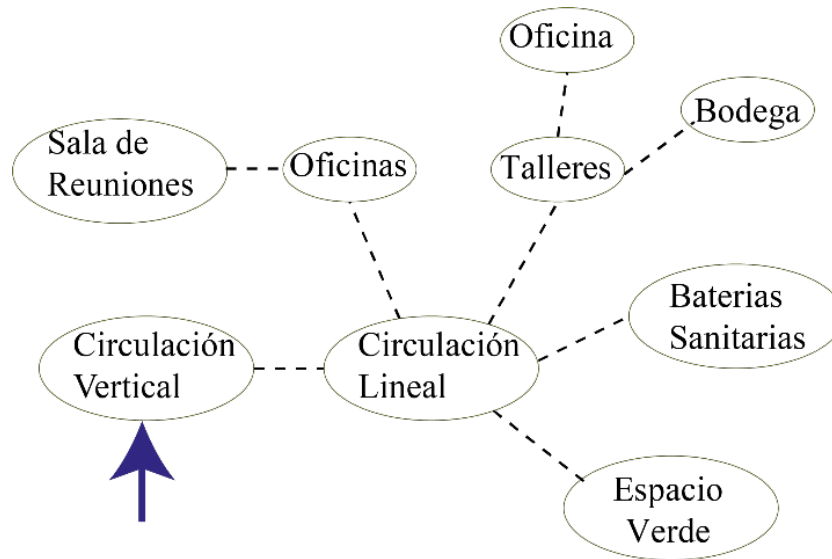 Oficina
Bodega
Sala de
Reuniones
Oficinas
Talleres
Baterias
Sanitarias
Circulación
Vertical
Circulación
Lineal
Espacio
Verde